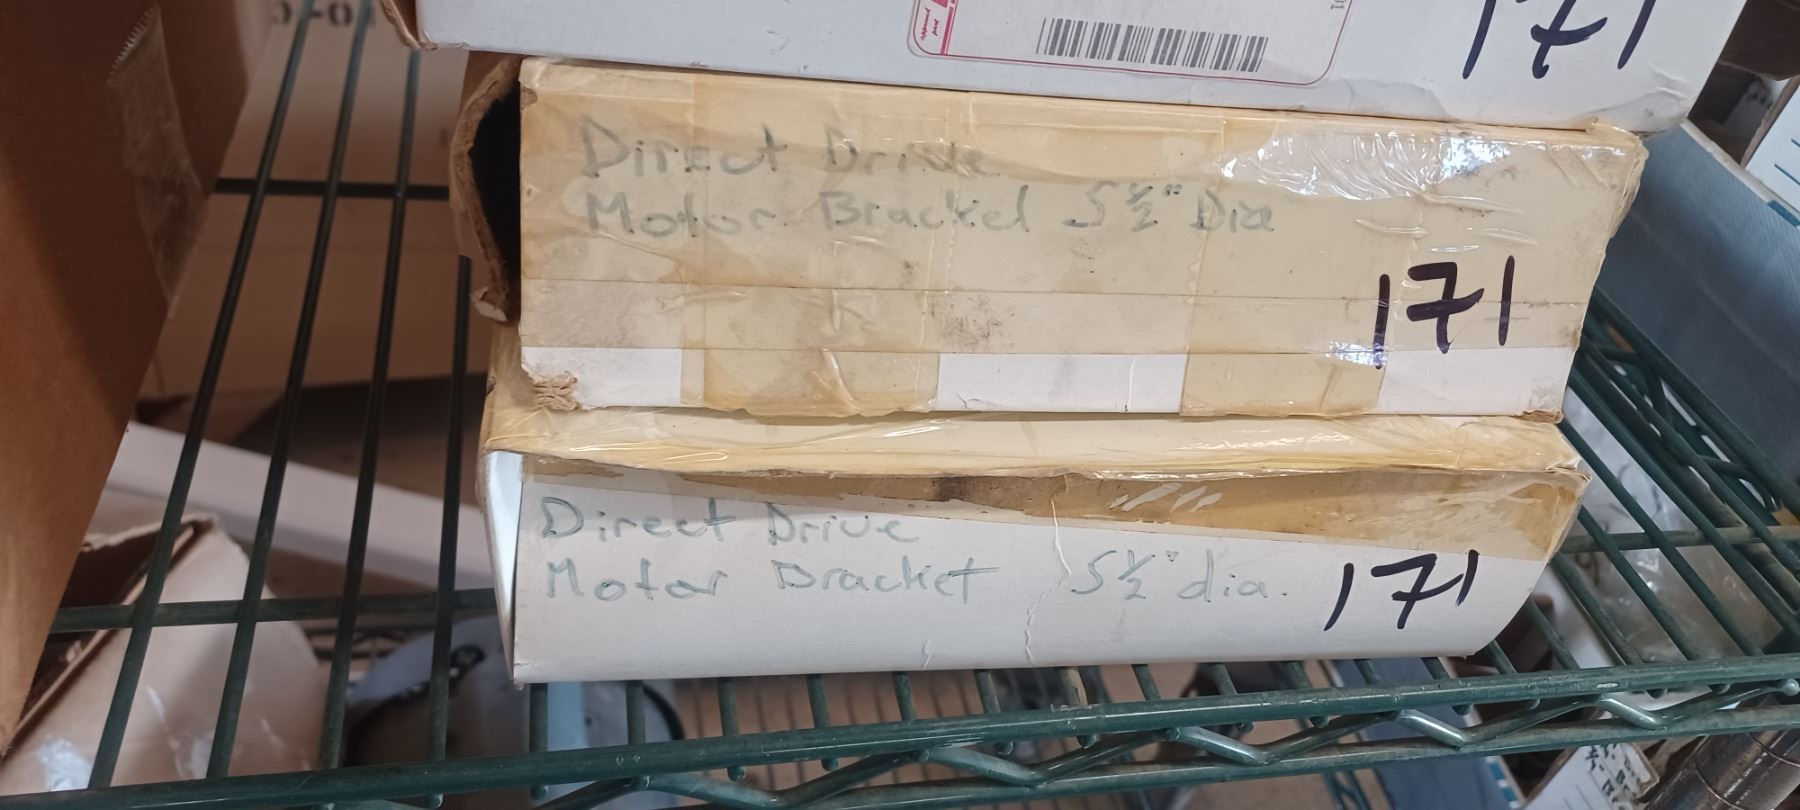 171
Direct Drive
Motor Bracket 5½" Dia
171
Direct Drive
Motor Bracket 5½" dia.
171